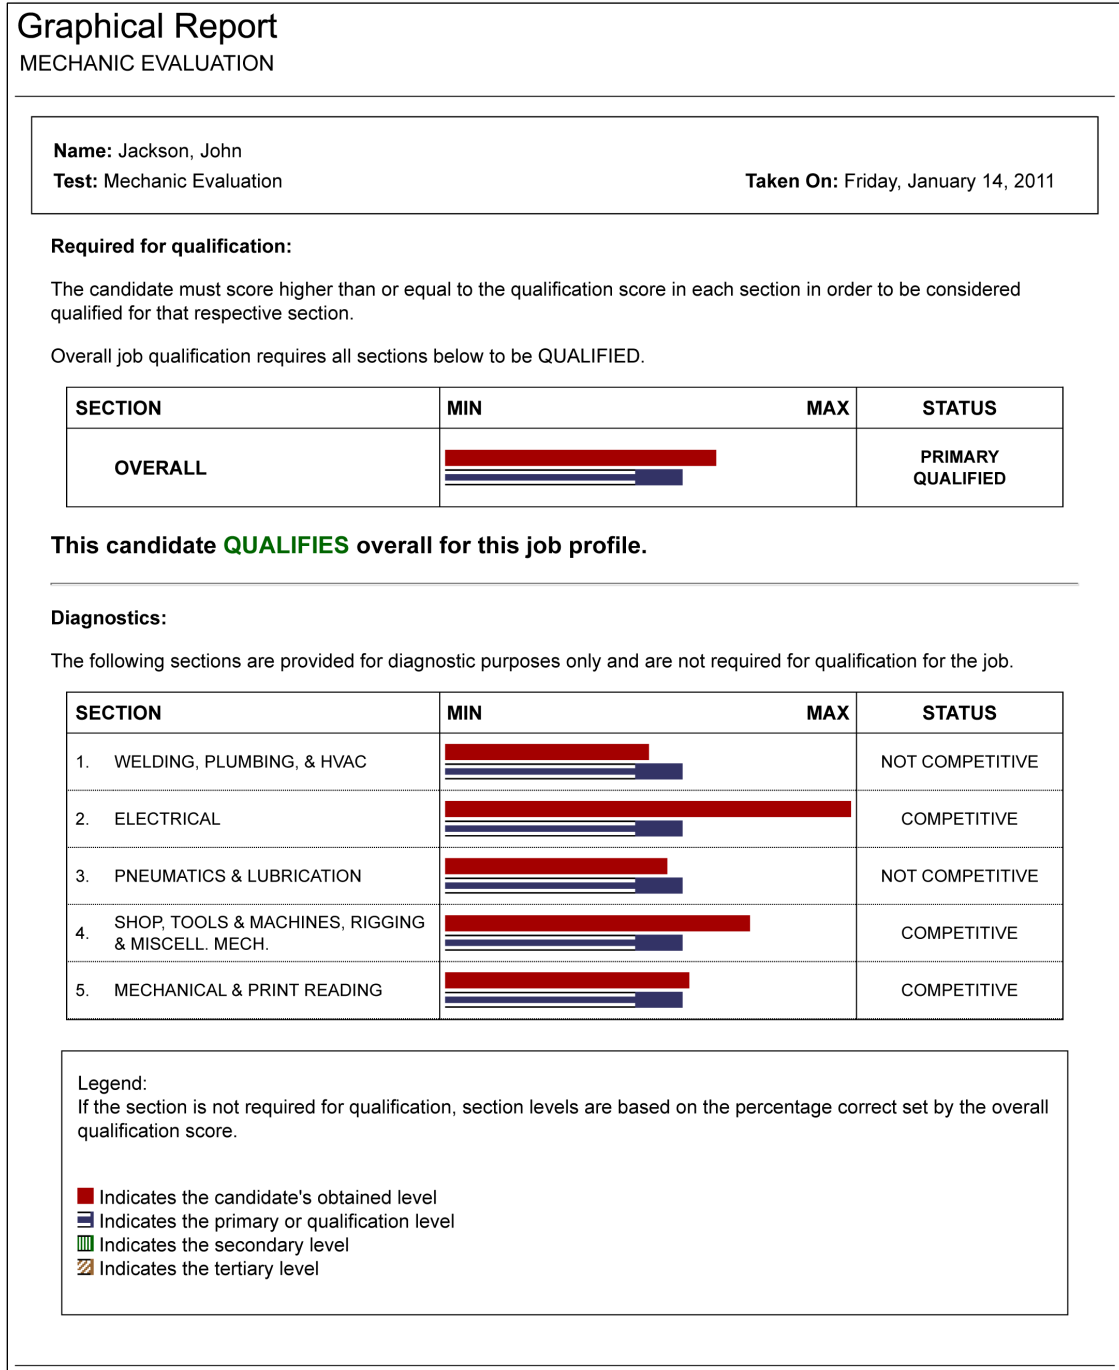 Graphical Report
MECHANIC EVALUATION
Name: Jackson, John
Test: Mechanic Evaluation
Taken On: Friday, January 14, 2011
Required for qualification:
The candidate must score higher than or equal to the qualification score in each section in order to be considered
qualified for that respective section.
Overall job qualification requires all sections below to be QUALIFIED.
SECTION MIN MAX STATUS
OVERALL PRIMARY
QUALIFIED
This candidate QUALIFIES overall for this job profile.
Diagnostics:
The following sections are provided for diagnostic purposes only and are not required for qualification for the job.
SECTION MIN MAX STATUS
1. WELDING, PLUMBING, & HVAC NOT COMPETITIVE
2. ELECTRICAL COMPETITIVE
3. PNEUMATICS & LUBRICATION NOT COMPETITIVE
4. SHOP, TOOLS & MACHINES, RIGGING
& MISCELL. MECH. COMPETITIVE
5. MECHANICAL & PRINT READING COMPETITIVE
Legend:
If the section is not required for qualification, section levels are based on the percentage correct set by the overall
qualification score.
Indicates the candidate's obtained level
Indicates the primary or qualification level
Indicates the secondary level
Indicates the tertiary level